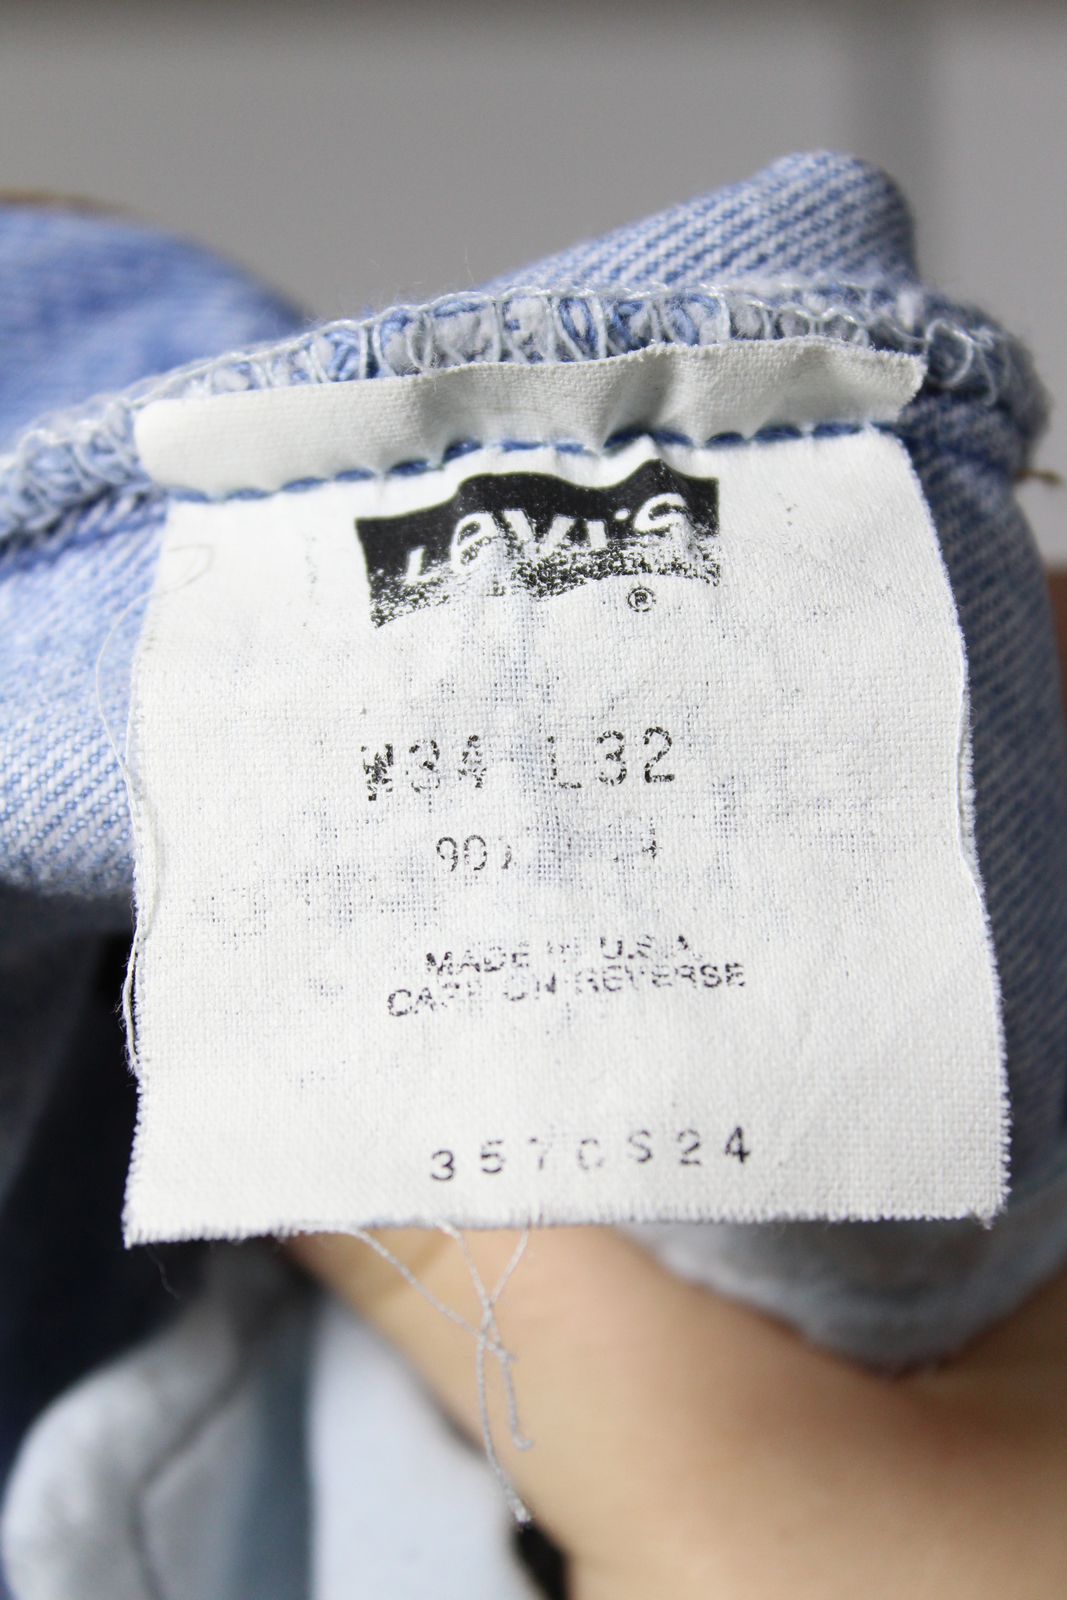 Levi's
®
W34 L32
MADE IN U.S.A.
CARE ON REVERSE
3570S24